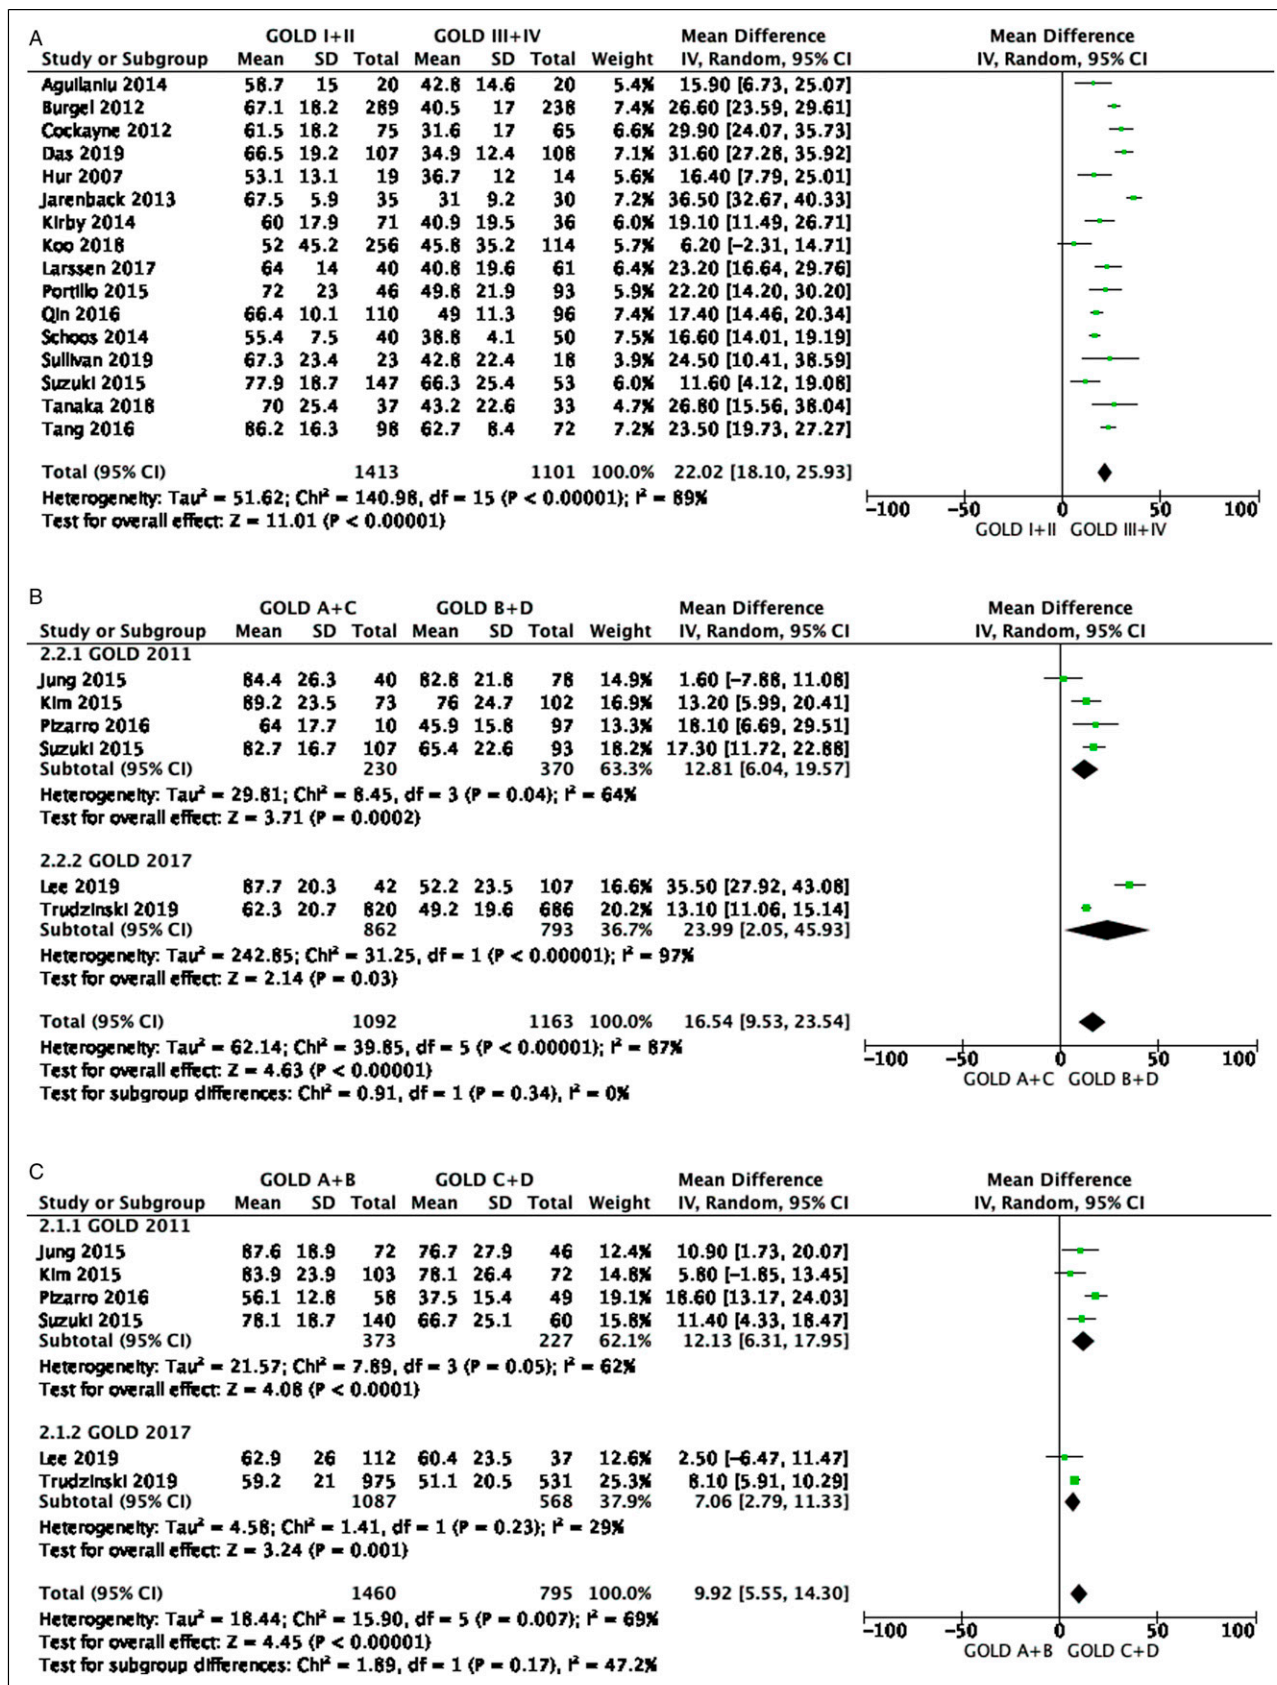 A
GOLD I+II GOLD III+IV Mean Difference Mean Difference
Study or Subgroup Mean SD Total Mean SD Total Weight IV, Random, 95% CI IV, Random, 95% CI
Aguilaniu 2014 58.7 15 20 42.8 14.6 20 5.4% 15.90 [6.73, 25.07]
Burgel 2012 67.1 18.2 289 40.5 17 238 7.4% 26.60 [23.59, 29.61]
Cockayne 2012 61.5 18.2 75 31.6 17 65 6.6% 29.90 [24.07, 35.73]
Das 2019 66.5 19.2 107 34.9 12.4 108 7.1% 31.60 [27.28, 35.92]
Hur 2007 53.1 13.1 19 36.7 12 14 5.6% 16.40 [7.79, 25.01]
Jarenback 2013 67.5 5.9 35 31 9.2 30 7.2% 36.50 [32.67, 40.33]
Kirby 2014 60 17.9 71 40.9 19.5 36 6.0% 19.10 [11.49, 26.71]
Koo 2018 52 45.2 256 45.8 35.2 114 5.7% 6.20 [−2.31, 14.71]
Larssen 2017 64 14 40 40.8 19.6 61 6.4% 23.20 [16.64, 29.76]
Portillo 2015 72 23 46 49.8 21.9 93 5.9% 22.20 [14.20, 30.20]
Qin 2016 66.4 10.1 110 49 11.3 96 7.4% 17.40 [14.46, 20.34]
Schoos 2014 55.4 7.5 40 38.8 4.1 50 7.5% 16.60 [14.01, 19.19]
Sullivan 2019 67.3 23.4 23 42.8 22.4 18 3.9% 24.50 [10.41, 38.59]
Suzuki 2015 77.9 18.7 147 66.3 25.4 53 6.0% 11.60 [4.12, 19.08]
Tanaka 2018 70 25.4 37 43.2 22.6 33 4.7% 26.80 [15.56, 38.04]
Tang 2016 86.2 16.3 98 62.7 8.4 72 7.2% 23.50 [19.73, 27.27]
Total (95% CI) 1413 1101 100.0% 22.02 [18.10, 25.93]
Heterogeneity: Tau² = 51.62; Chi² = 140.98, df = 15 (P < 0.00001); I² = 89%
Test for overall effect: Z = 11.01 (P < 0.00001)
−100 −50 0 50 100
GOLD I+II GOLD III+IV
B
GOLD A+C GOLD B+D Mean Difference Mean Difference
Study or Subgroup Mean SD Total Mean SD Total Weight IV, Random, 95% CI IV, Random, 95% CI
2.2.1 GOLD 2011
Jung 2015 84.4 26.3 40 82.8 21.8 78 14.9% 1.60 [−7.88, 11.08]
Kim 2015 89.2 23.5 73 76 24.7 102 16.9% 13.20 [5.99, 20.41]
Pizarro 2016 64 17.7 10 45.9 15.8 97 13.3% 18.10 [6.69, 29.51]
Suzuki 2015 82.7 16.7 107 65.4 22.6 93 18.2% 17.30 [11.72, 22.88]
Subtotal (95% CI) 230 370 63.3% 12.81 [6.04, 19.57]
Heterogeneity: Tau² = 29.81; Chi² = 8.45, df = 3 (P = 0.04); I² = 64%
Test for overall effect: Z = 3.71 (P = 0.0002)
2.2.2 GOLD 2017
Lee 2019 87.7 20.3 42 52.2 23.5 107 16.6% 35.50 [27.92, 43.08]
Trudzinski 2019 62.3 20.7 820 49.2 19.6 686 20.2% 13.10 [11.06, 15.14]
Subtotal (95% CI) 862 793 36.7% 23.99 [2.05, 45.93]
Heterogeneity: Tau² = 242.85; Chi² = 31.25, df = 1 (P < 0.00001); I² = 97%
Test for overall effect: Z = 2.14 (P = 0.03)
Total (95% CI) 1092 1163 100.0% 16.54 [9.53, 23.54]
Heterogeneity: Tau² = 62.14; Chi² = 39.85, df = 5 (P < 0.00001); I² = 87%
Test for overall effect: Z = 4.63 (P < 0.00001)
Test for subgroup differences: Chi² = 0.91, df = 1 (P = 0.34), I² = 0%
−100 −50 0 50 100
GOLD A+C GOLD B+D
C
GOLD A+B GOLD C+D Mean Difference Mean Difference
Study or Subgroup Mean SD Total Mean SD Total Weight IV, Random, 95% CI IV, Random, 95% CI
2.1.1 GOLD 2011
Jung 2015 87.6 18.9 72 76.7 27.9 46 12.4% 10.90 [1.73, 20.07]
Kim 2015 83.9 23.9 103 78.1 26.4 72 14.8% 5.80 [−1.85, 13.45]
Pizarro 2016 56.1 12.8 58 37.5 15.4 49 19.1% 18.60 [13.17, 24.03]
Suzuki 2015 78.1 18.7 140 66.7 25.1 60 15.8% 11.40 [4.33, 18.47]
Subtotal (95% CI) 373 227 62.1% 12.13 [6.31, 17.95]
Heterogeneity: Tau² = 21.57; Chi² = 7.89, df = 3 (P = 0.05); I² = 62%
Test for overall effect: Z = 4.08 (P < 0.0001)
2.1.2 GOLD 2017
Lee 2019 62.9 26 112 60.4 23.5 37 12.6% 2.50 [−6.47, 11.47]
Trudzinski 2019 59.2 21 975 51.1 20.5 531 25.3% 8.10 [5.91, 10.29]
Subtotal (95% CI) 1087 568 37.9% 7.06 [2.79, 11.33]
Heterogeneity: Tau² = 4.58; Chi² = 1.41, df = 1 (P = 0.23); I² = 29%
Test for overall effect: Z = 3.24 (P = 0.001)
Total (95% CI) 1460 795 100.0% 9.92 [5.55, 14.30]
Heterogeneity: Tau² = 18.44; Chi² = 15.90, df = 5 (P = 0.007); I² = 69%
Test for overall effect: Z = 4.45 (P < 0.00001)
Test for subgroup differences: Chi² = 1.89, df = 1 (P = 0.17), I² = 47.2%
−100 −50 0 50 100
GOLD A+B GOLD C+D